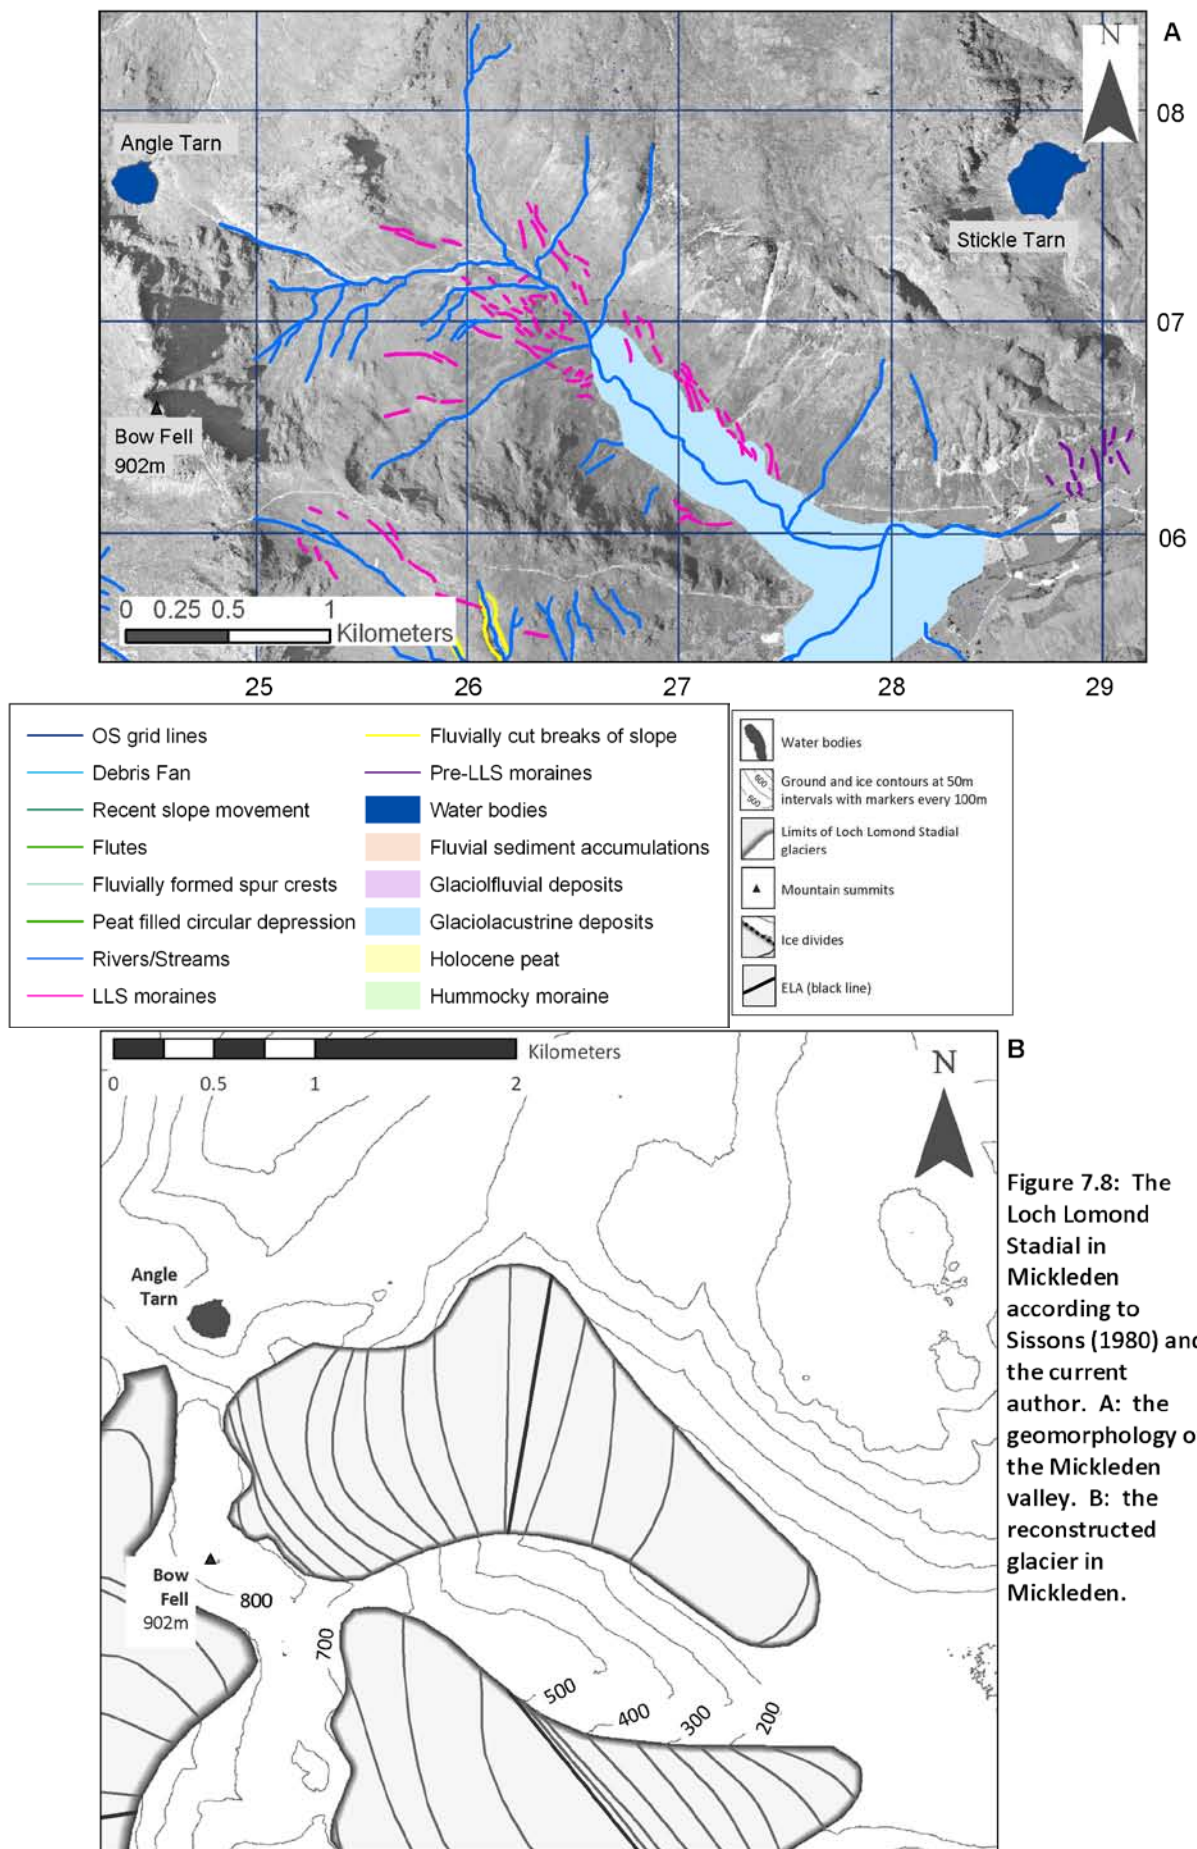 A
N
08
Angle Tarn
Stickle Tarn
07
Bow Fell
902m
06
0 0.25 0.5 1
Kilometers
25 26 27 28 29
OS grid lines
Debris Fan
Recent slope movement
Flutes
Fluvially formed spur crests
Peat filled circular depression
Rivers/Streams
LLS moraines
Fluvially cut breaks of slope
Pre-LLS moraines
Water bodies
Fluvial sediment accumulations
Glaciolfluvial deposits
Glaciolacustrine deposits
Holocene peat
Hummocky moraine
Water bodies
600
500
Ground and ice contours at 50m
intervals with markers every 100m
Limits of Loch Lomond Stadial
glaciers
Mountain summits
Ice divides
ELA (black line)
B
Kilometers
0 0.5 1 2
N
Angle
Tarn
Bow
Fell
902m
800
700
500
400
300
200
Figure 7.8: The
Loch Lomond
Stadial in
Mickleden
according to
Sissons (1980) and
the current
author. A: the
geomorphology o
the Mickleden
valley. B: the
reconstructed
glacier in
Mickleden.